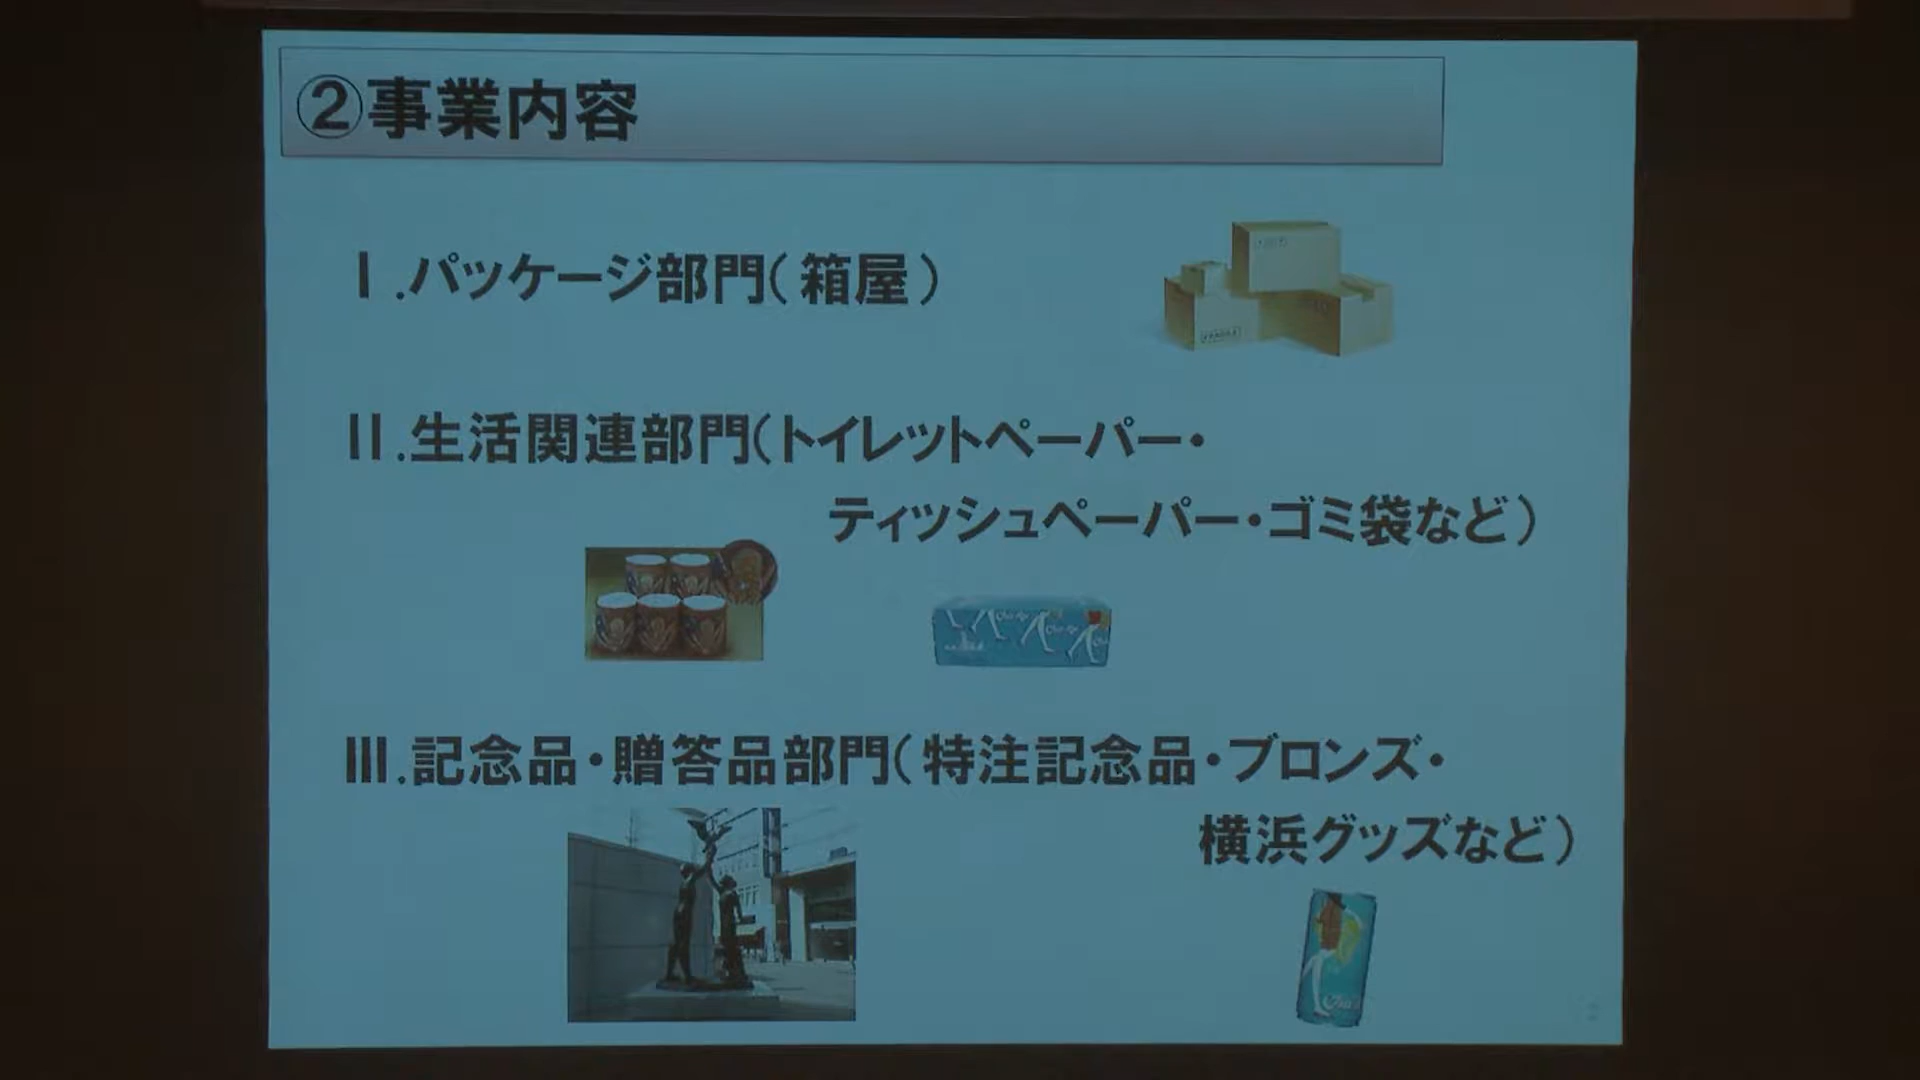 ②事業内容
Ⅰ.パッケージ部門(箱屋)
Ⅱ.生活関連部門(トイレットペーパー・
ティッシュペーパー・ゴミ袋など)
Ⅲ.記念品・贈答品部門(特注記念品・ブロンズ・
横浜グッズなど)